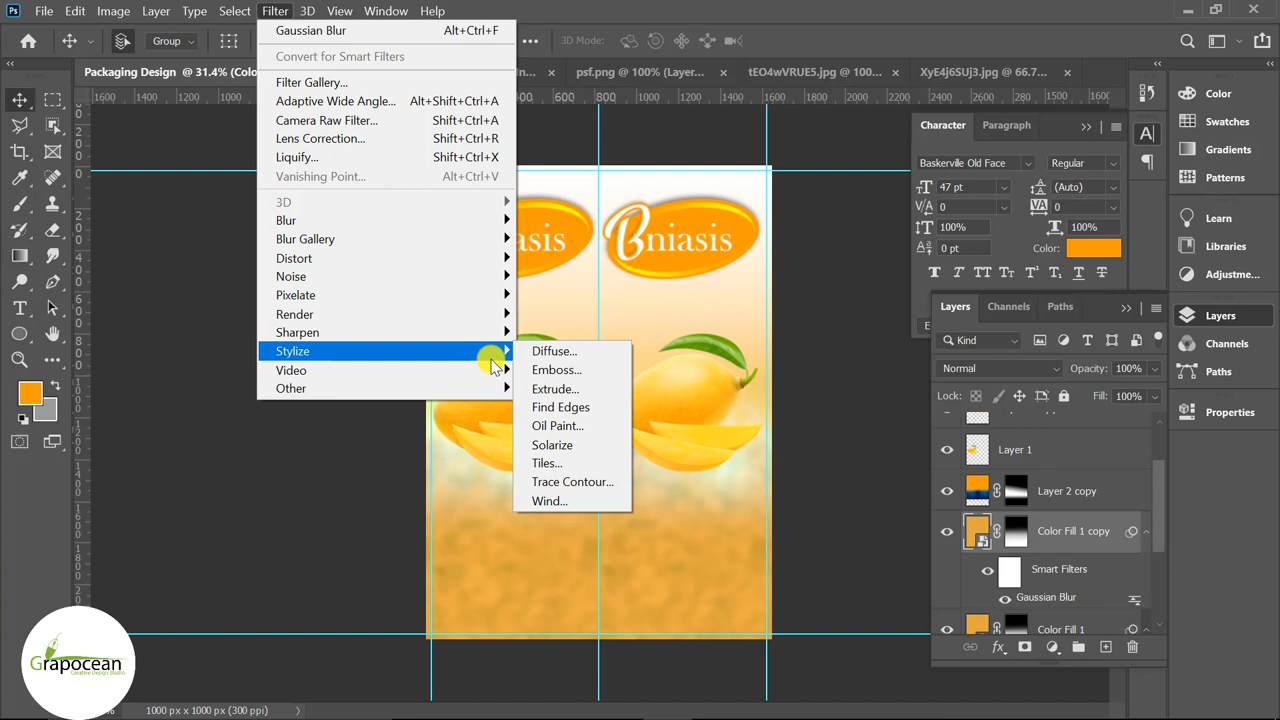 Ps File Edit Image Layer Type Select Filter 3D View Window Help
Group
3D Mode:
Packaging Design @ 31.4% (Colo
psf.png @ 100% (Layer...
tEO4wVRUE5.jpg @ 100...
XyE4j6SUJ3.jpg @ 66.7...
Gaussian Blur Alt+Ctrl+F
Convert for Smart Filters
Filter Gallery...
Adaptive Wide Angle... Alt+Shift+Ctrl+A
Camera Raw Filter... Shift+Ctrl+A
Lens Correction... Shift+Ctrl+R
Liquify... Shift+Ctrl+X
Vanishing Point... Alt+Ctrl+V
3D
Blur
Blur Gallery
Distort
Noise
Pixelate
Render
Sharpen
Stylize
Video
Other
Diffuse...
Emboss...
Extrude...
Find Edges
Oil Paint...
Solarize
Tiles...
Trace Contour...
Wind...
asis
Bniasis
Character Paragraph
Baskerville Old Face Regular
47 pt (Auto)
0 0
100% 100%
0 pt Color:
Layers Channels Paths
Kind
Normal Opacity: 100%
Lock: Fill: 100%
Layer 1
Layer 2 copy
Color Fill 1 copy
Smart Filters
Gaussian Blur
Color Fill 1
Color
Swatches
Gradients
Patterns
Learn
Libraries
Adjustme...
Layers
Channels
Paths
Properties
Grapocean
Creative Design Studio
1000 px x 1000 px (300 ppi)